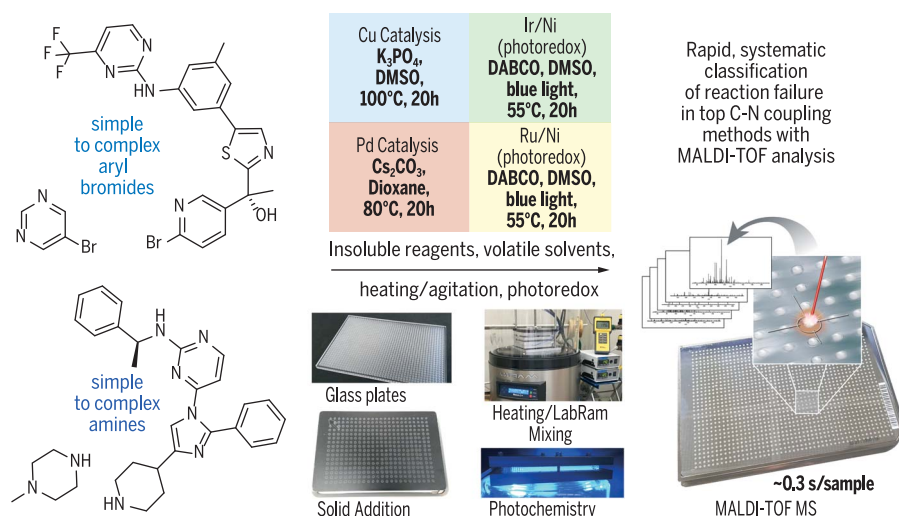 F
F
F
N
N
NH
simple
to complex
aryl
bromides
S
N
N
OH
Br
N
N
Br
Cu Catalysis
K₃PO₄,
DMSO,
100°C, 20h
Ir/Ni
(photoredox)
DABCO, DMSO,
blue light,
55°C, 20h
Pd Catalysis
Cs₂CO₃,
Dioxane,
80°C, 20h
Ru/Ni
(photoredox)
DABCO, DMSO,
blue light,
55°C, 20h
Insoluble reagents, volatile solvents,
heating/agitation, photoredox
Rapid, systematic
classification
of reaction failure
in top C-N coupling
methods with
MALDI-TOF analysis
H
N
N
N
simple
to complex
amines
N
N
NH
N
HN
Glass plates
Heating/LabRam
Mixing
Solid Addition
Photochemistry
~0.3 s/sample
MALDI-TOF MS